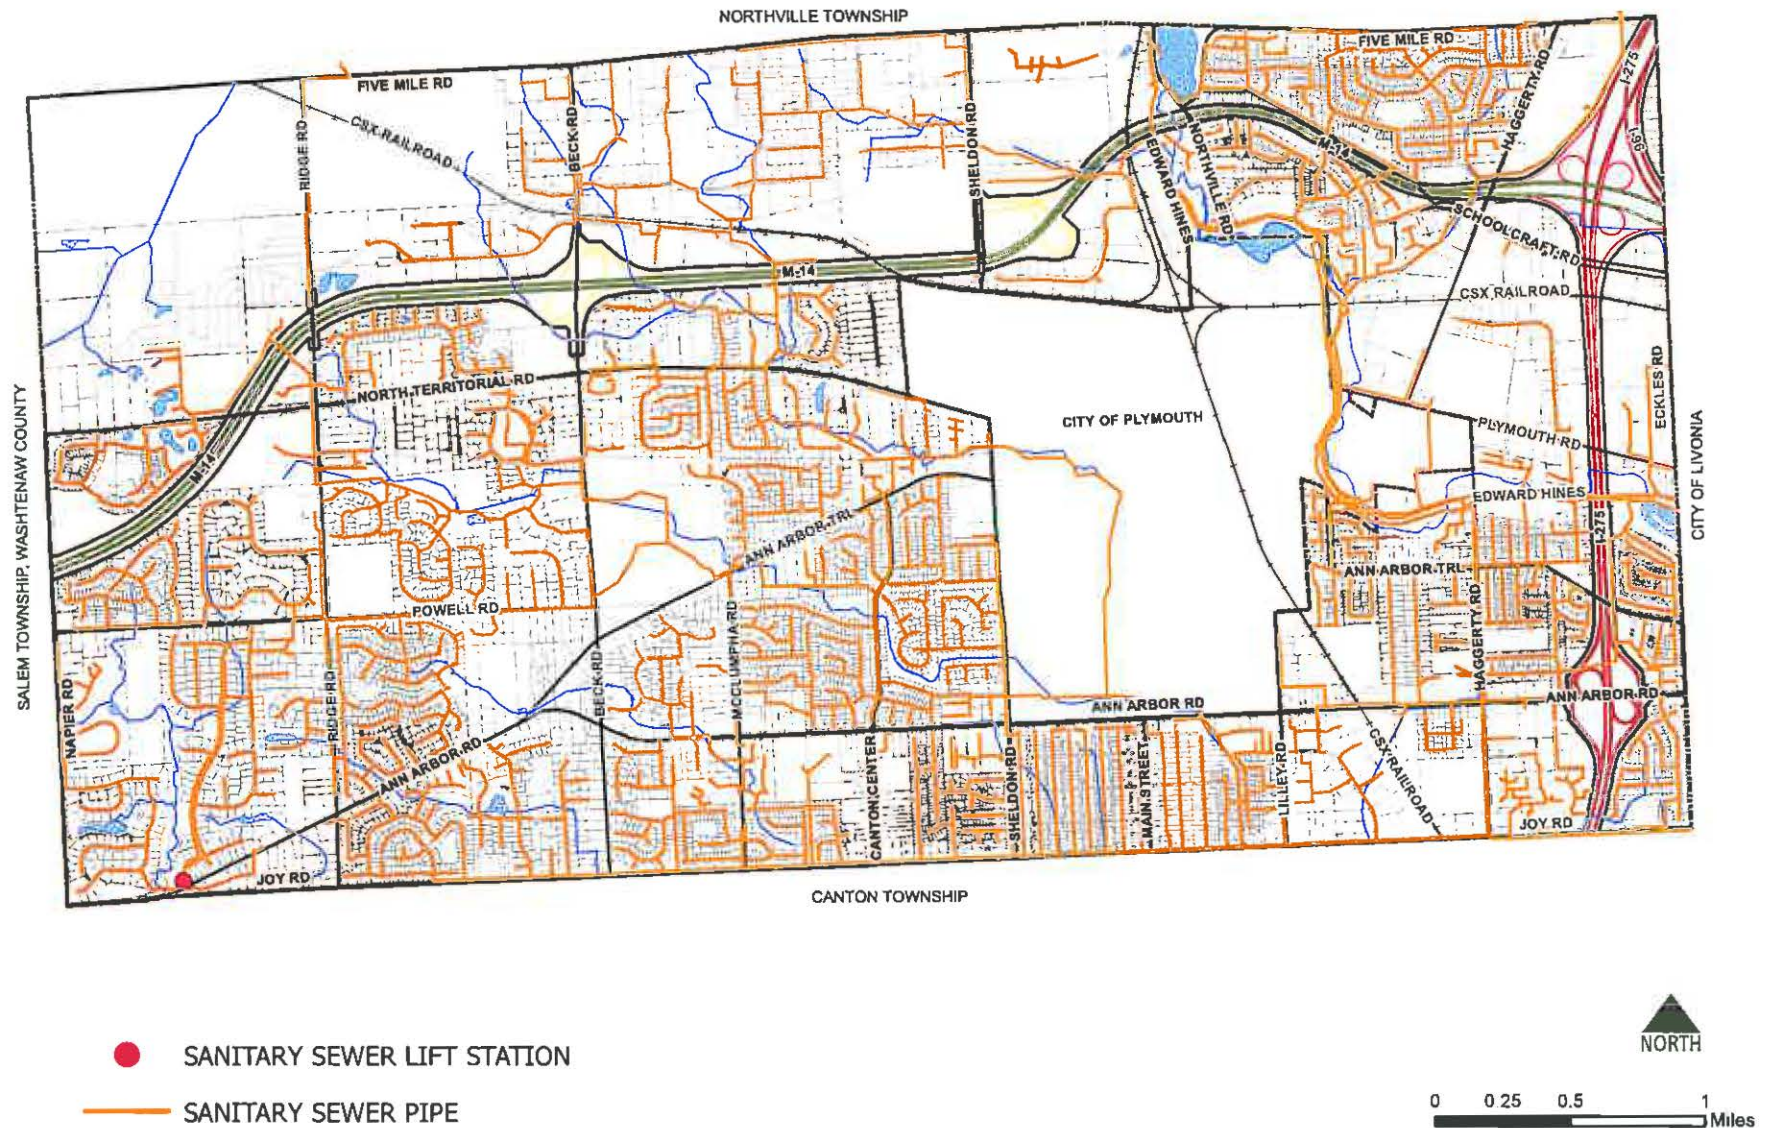 NORTHVILLE TOWNSHIP
FIVE MILE RD
FIVE MILE RD
HAGGERTY RD
I-275
I-96
CSX RAILROAD
RIDGE RD
BECK RD
SHELDON RD
EDWARD HINES
NORTHVILLE RD
M-14
SCHOOLCRAFT RD
M-14
CSX RAILROAD
ECKLES RD
NORTH TERRITORIAL RD
CITY OF PLYMOUTH
PLYMOUTH RD
CITY OF LIVONIA
SALEM TOWNSHIP, WASHTENAW COUNTY
M-14
EDWARD HINES
I-275
ANN ARBOR TRL
ANN ARBOR TRL
POWELL RD
HAGGERTY RD
NAPIER RD
RIDGE RD
BECK RD
MCCLUMPHA RD
ANN ARBOR RD
ANN ARBOR RD
ANN ARBOR RD
CANTON CENTER
SHELDON RD
MAIN STREET
LILLEY RD
CSX RAILROAD
JOY RD
JOY RD
CANTON TOWNSHIP
NORTH
SANITARY SEWER LIFT STATION
SANITARY SEWER PIPE
0 0.25 0.5 1
Miles